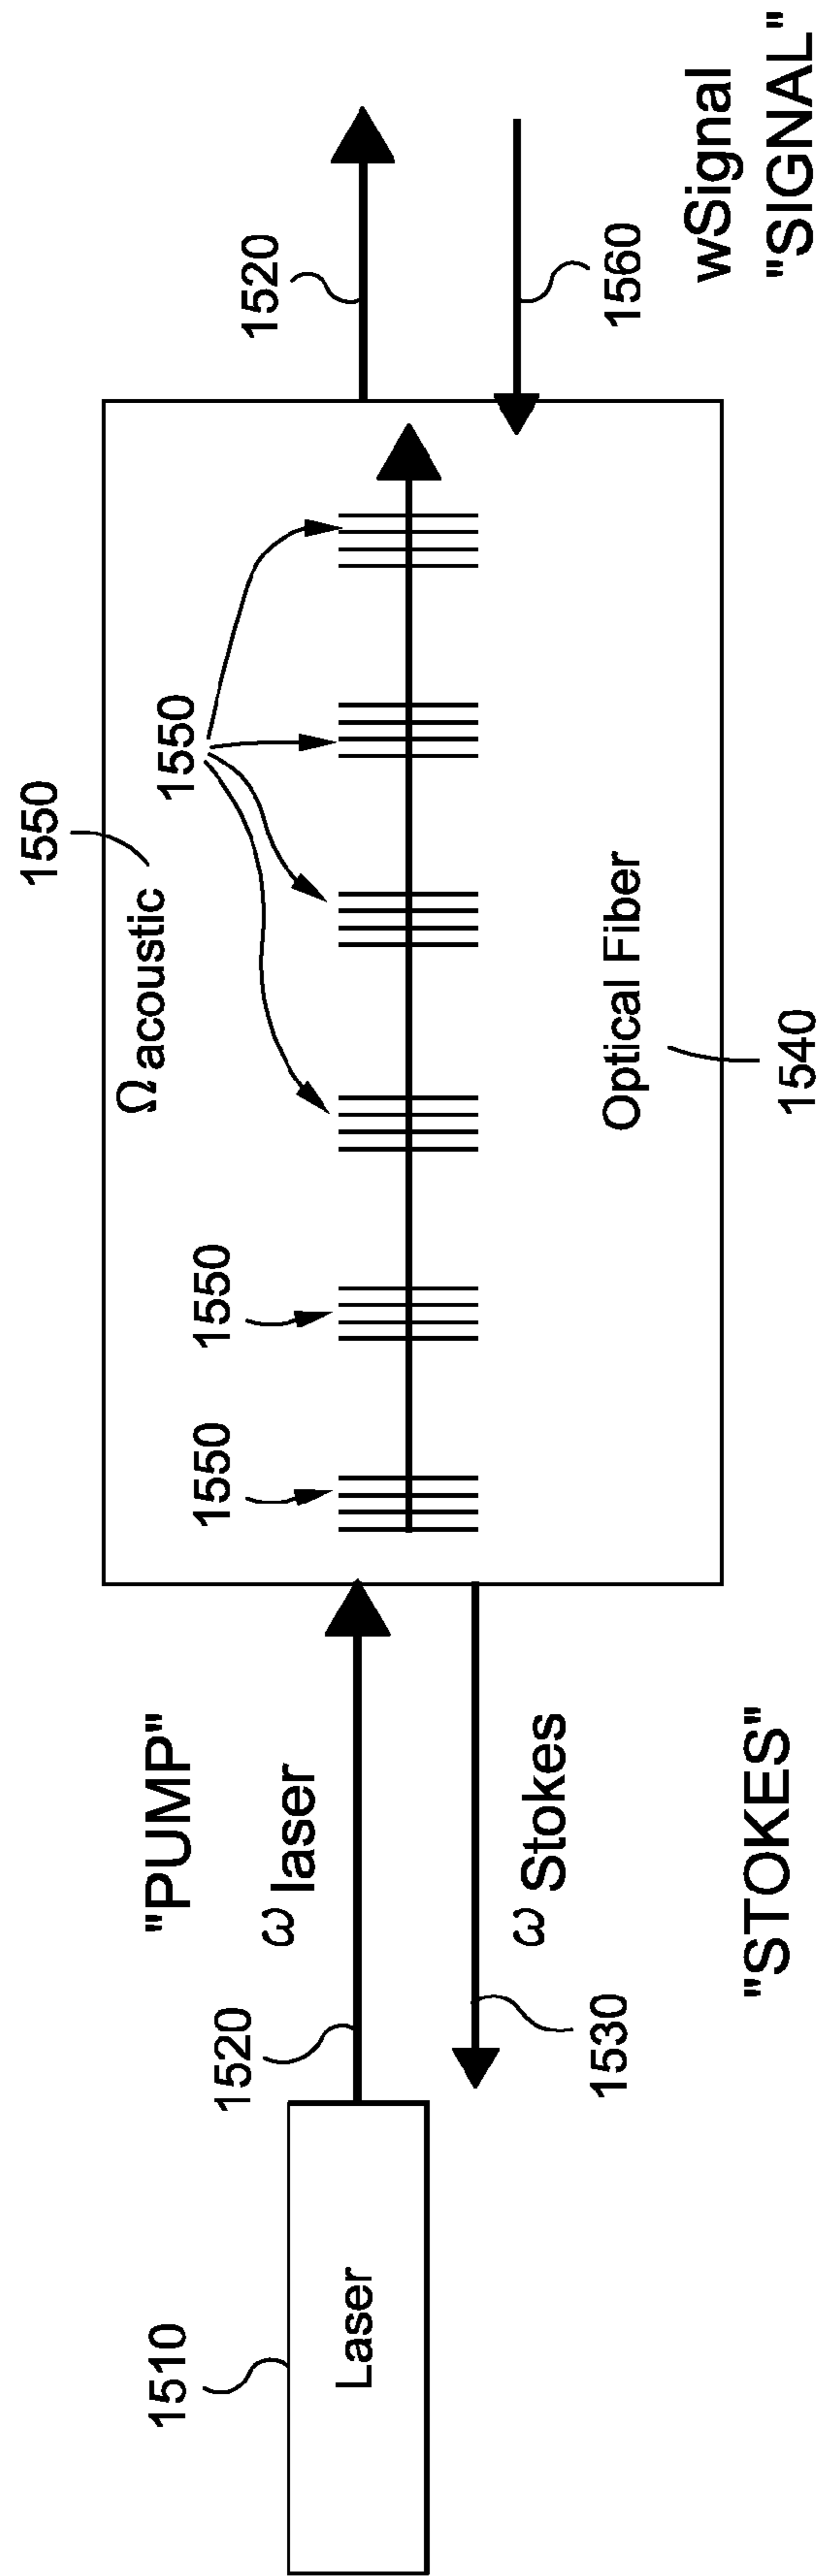 1510
Laser
1520
"PUMP"
ω laser
ω Stokes
1530
"STOKES"
1550
Ω acoustic
1550
1550
1550
Optical Fiber
1540
1520
1560
wSignal
"SIGNAL"